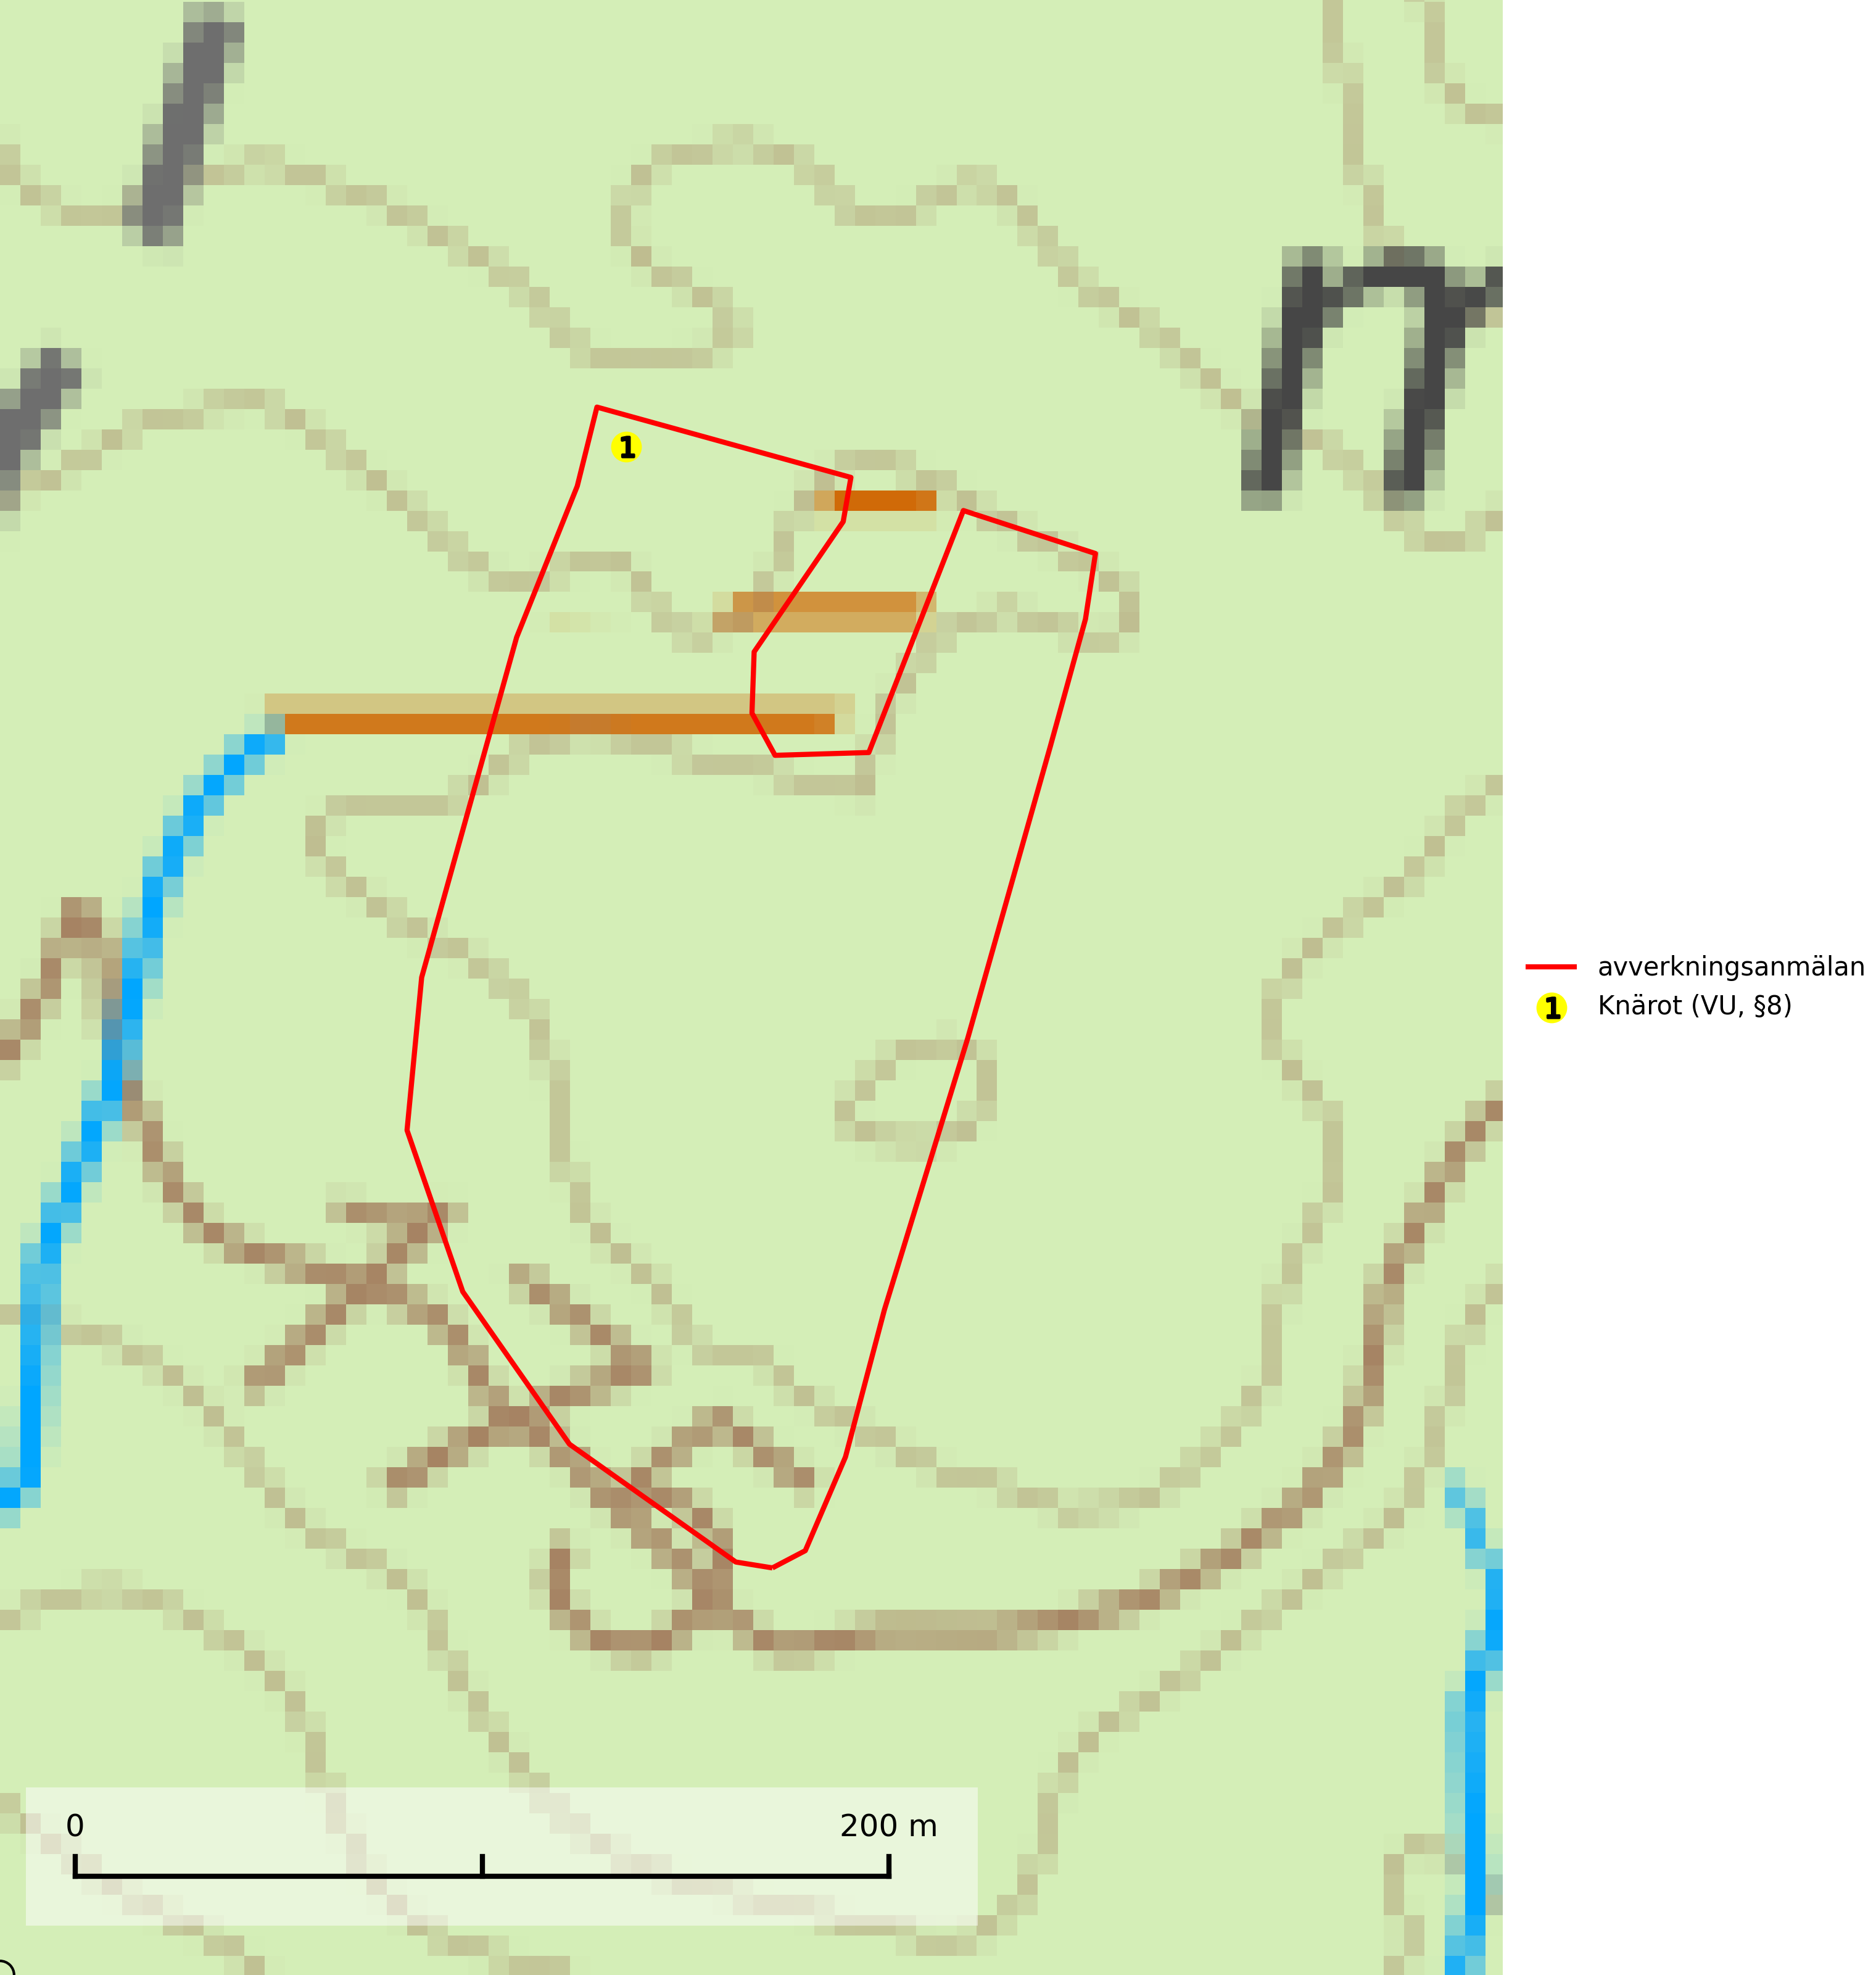 1
avverkningsanmälan
1 Knärot (VU, §8)
0 200 m